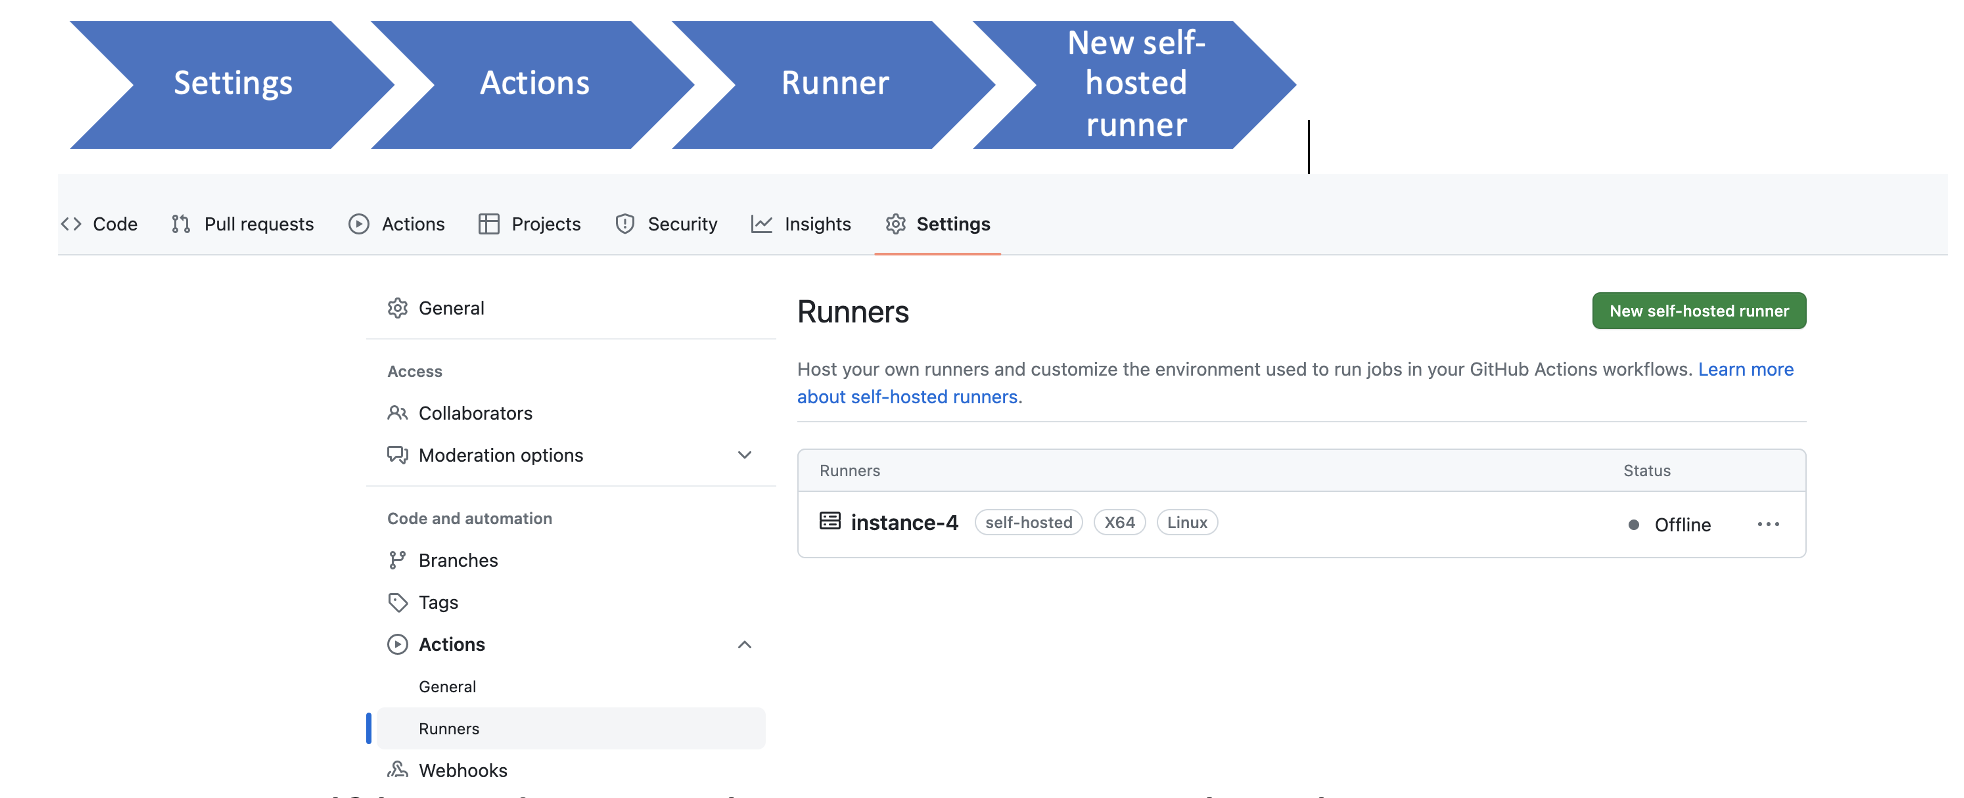 Settings
Actions
Runner
New self-
hosted
runner
Code
Pull requests
Actions
Projects
Security
Insights
Settings
General
Access
Collaborators
Moderation options
Code and automation
Branches
Tags
Actions
General
Runners
Webhooks
Runners
New self-hosted runner
Host your own runners and customize the environment used to run jobs in your GitHub Actions workflows. Learn more
about self-hosted runners.
Runners Status
instance-4 self-hosted X64 Linux Offline